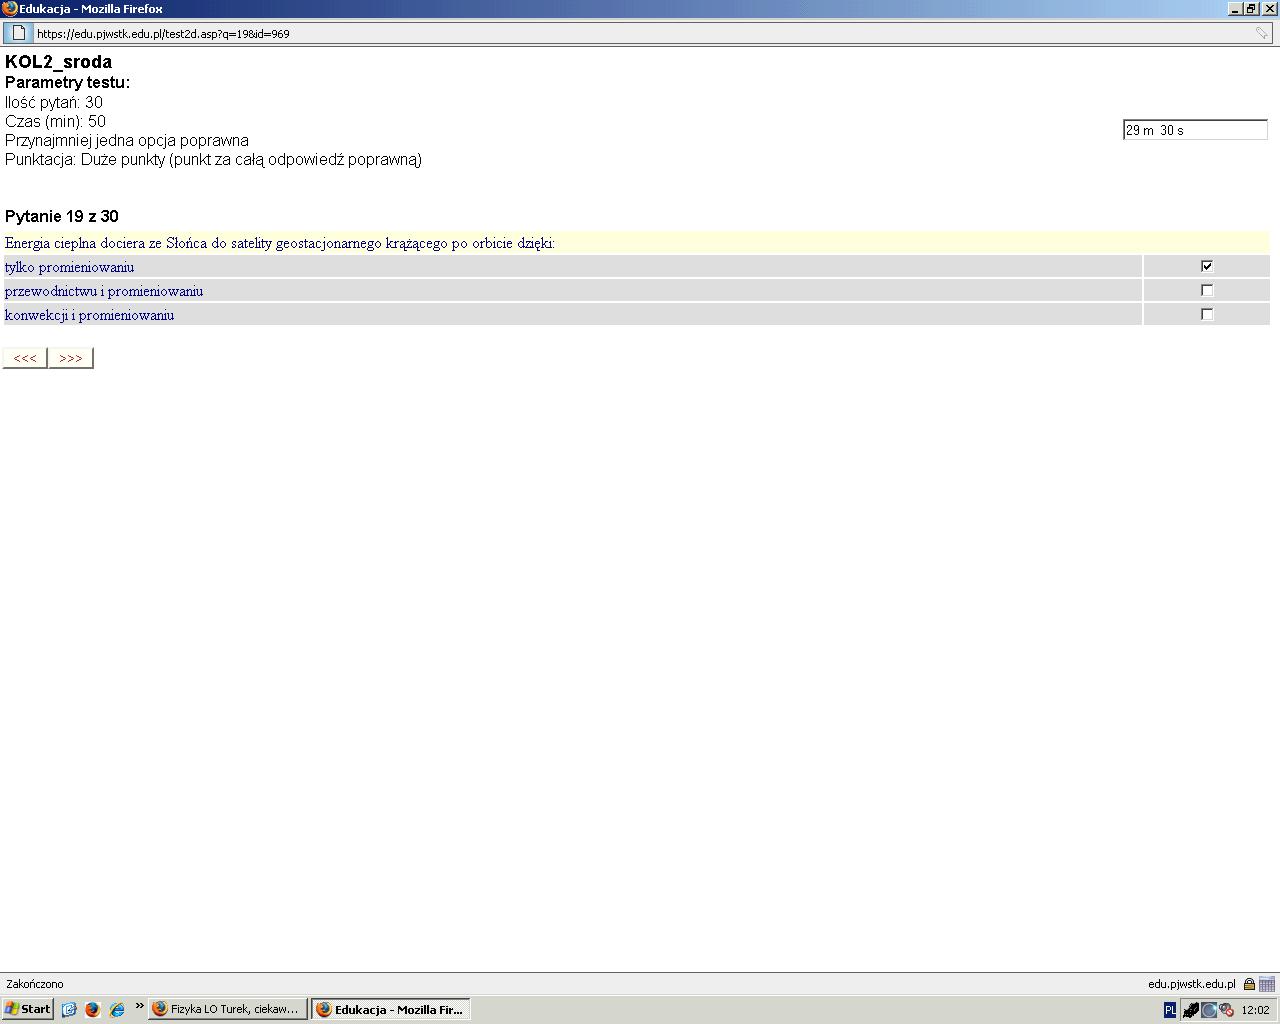 Edukacja - Mozilla Firefox
https://edu.pjwstk.edu.pl/test2d.asp?q=19&id=969
KOL2_sroda
Parametry testu:
Ilość pytań: 30
Czas (min): 50
29 m  30 s
Przynajmniej jedna opcja poprawna
Punktacja: Duże punkty (punkt za całą odpowiedź poprawną)
Pytanie 19 z 30
Energia cieplna dociera ze Słońca do satelity geostacjonarnego krążącego po orbicie dzięki:
tylko promieniowaniu
przewodnictwu i promieniowaniu
konwekcji i promieniowaniu
<<< >>>
Zakończono edu.pjwstk.edu.pl
Start » Fizyka LO Turek, ciekaw... Edukacja - Mozilla Fir... PL 12:02